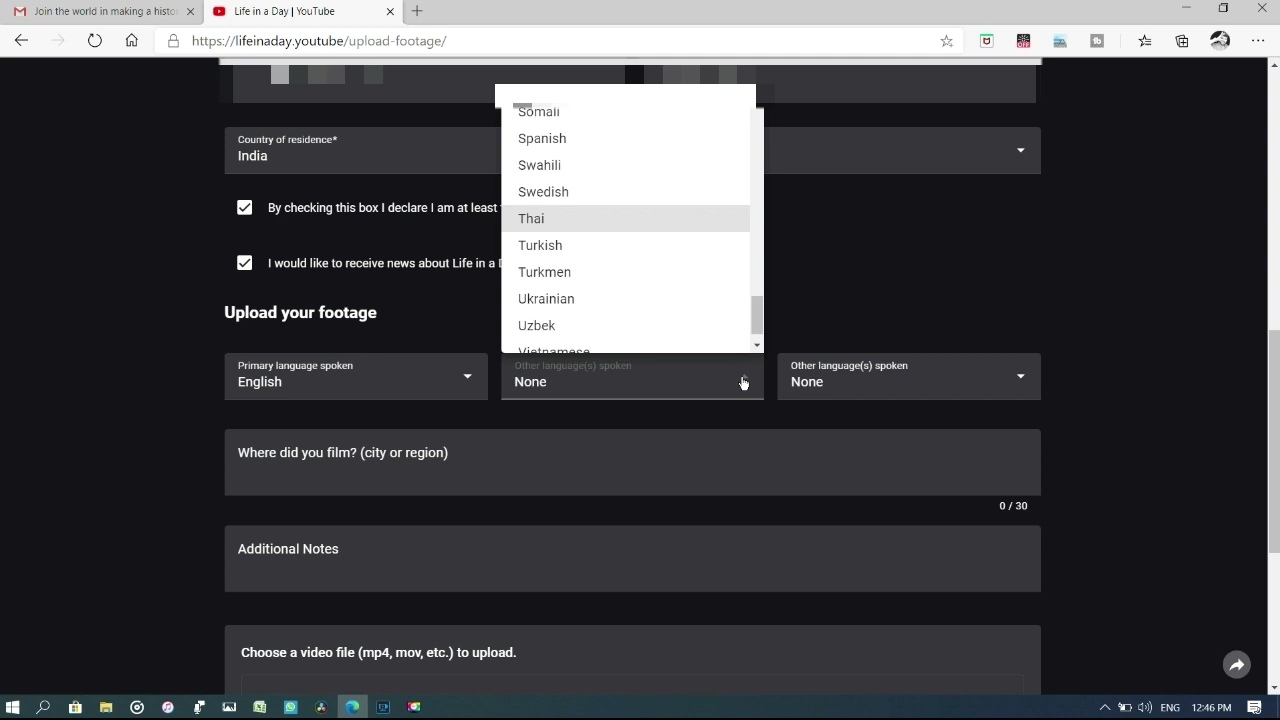 Join the world in making a histor
Life in a Day | YouTube
https://lifeinaday.youtube/upload-footage/
Country of residence*
India
By checking this box I declare I am at least
I would like to receive news about Life in a
Somali
Spanish
Swahili
Swedish
Thai
Turkish
Turkmen
Ukrainian
Uzbek
Vietnamese
Upload your footage
Primary language spoken
English
Other language(s) spoken
None
Other language(s) spoken
None
Where did you film? (city or region)
0 / 30
Additional Notes
Choose a video file (mp4, mov, etc.) to upload.
ENG 12:46 PM